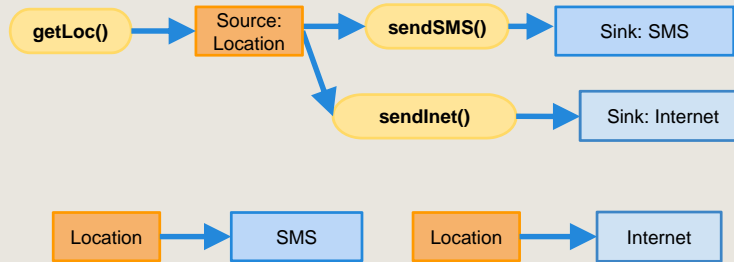 getLoc()
Source:
Location
sendSMS()
Sink: SMS
sendInet()
Sink: Internet
Location
SMS
Location
Internet